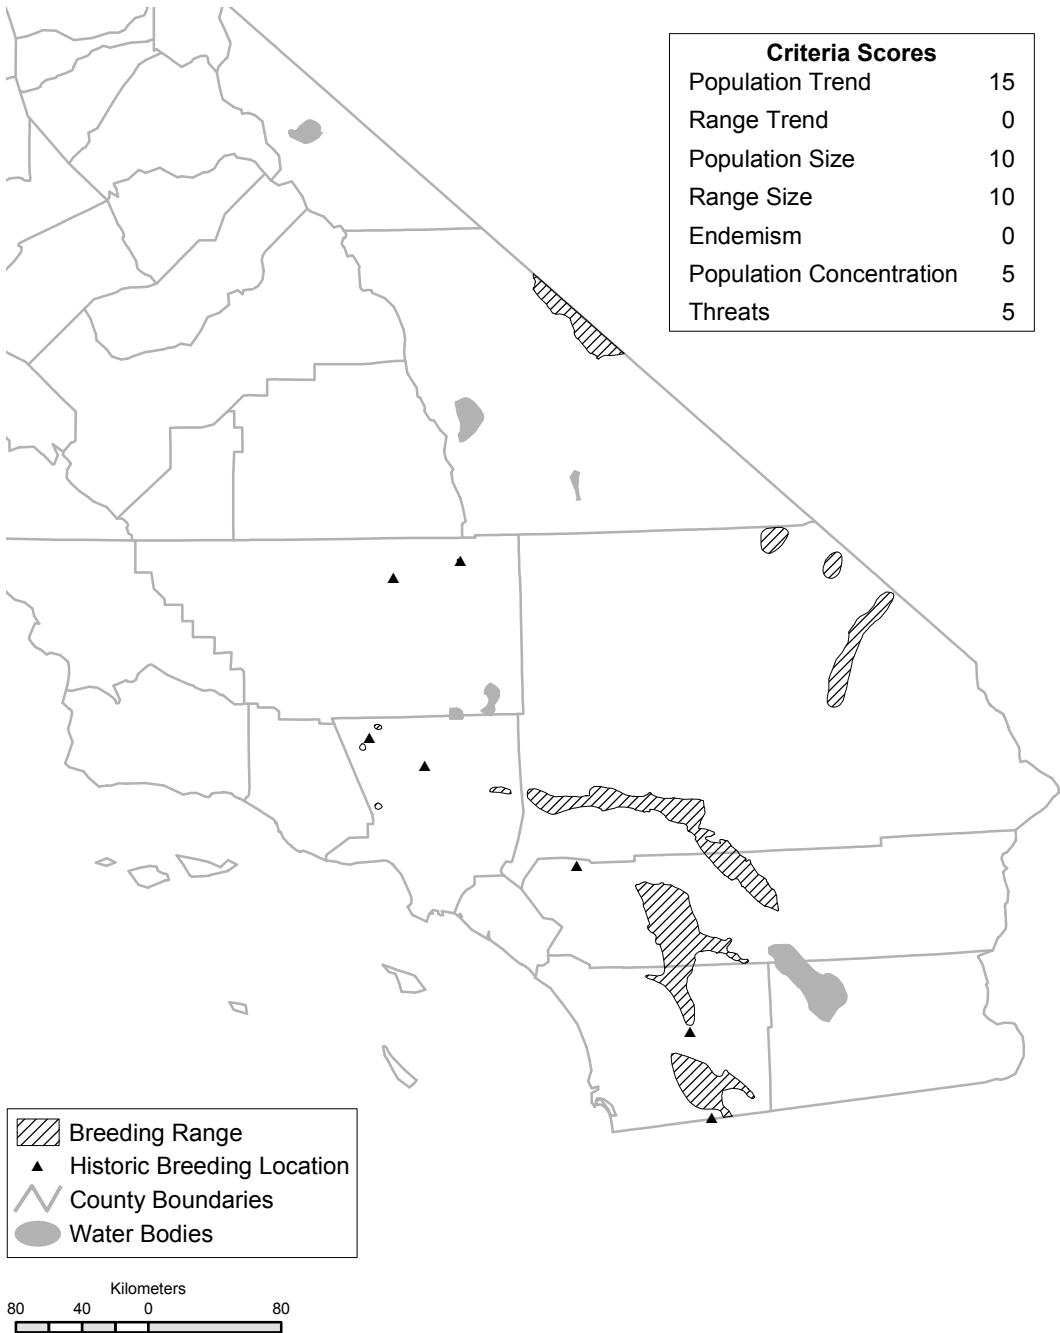 Criteria Scores
Population Trend 15
Range Trend 0
Population Size 10
Range Size 10
Endemism 0
Population Concentration 5
Threats 5
Breeding Range
Historic Breeding Location
County Boundaries
Water Bodies
Kilometers
80 40 0 80